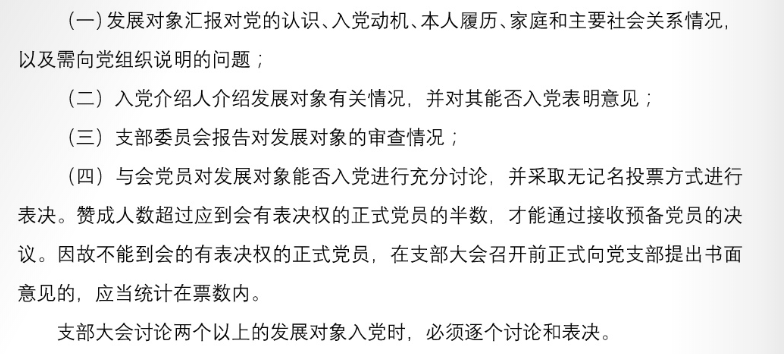 （一）发展对象汇报对党的认识、入党动机、本人履历、家庭和主要社会关系情况，
以及需向党组织说明的问题；
（二）入党介绍人介绍发展对象有关情况，并对其能否入党表明意见；
（三）支部委员会报告对发展对象的审查情况；
（四）与会党员对发展对象能否入党进行充分讨论，并采取无记名投票方式进行
表决。赞成人数超过应到会有表决权的正式党员的半数，才能通过接收预备党员的决
议。因故不能到会的有表决权的正式党员，在支部大会召开前正式向党支部提出书面
意见的，应当统计在票数内。
支部大会讨论两个以上的发展对象入党时，必须逐个讨论和表决。